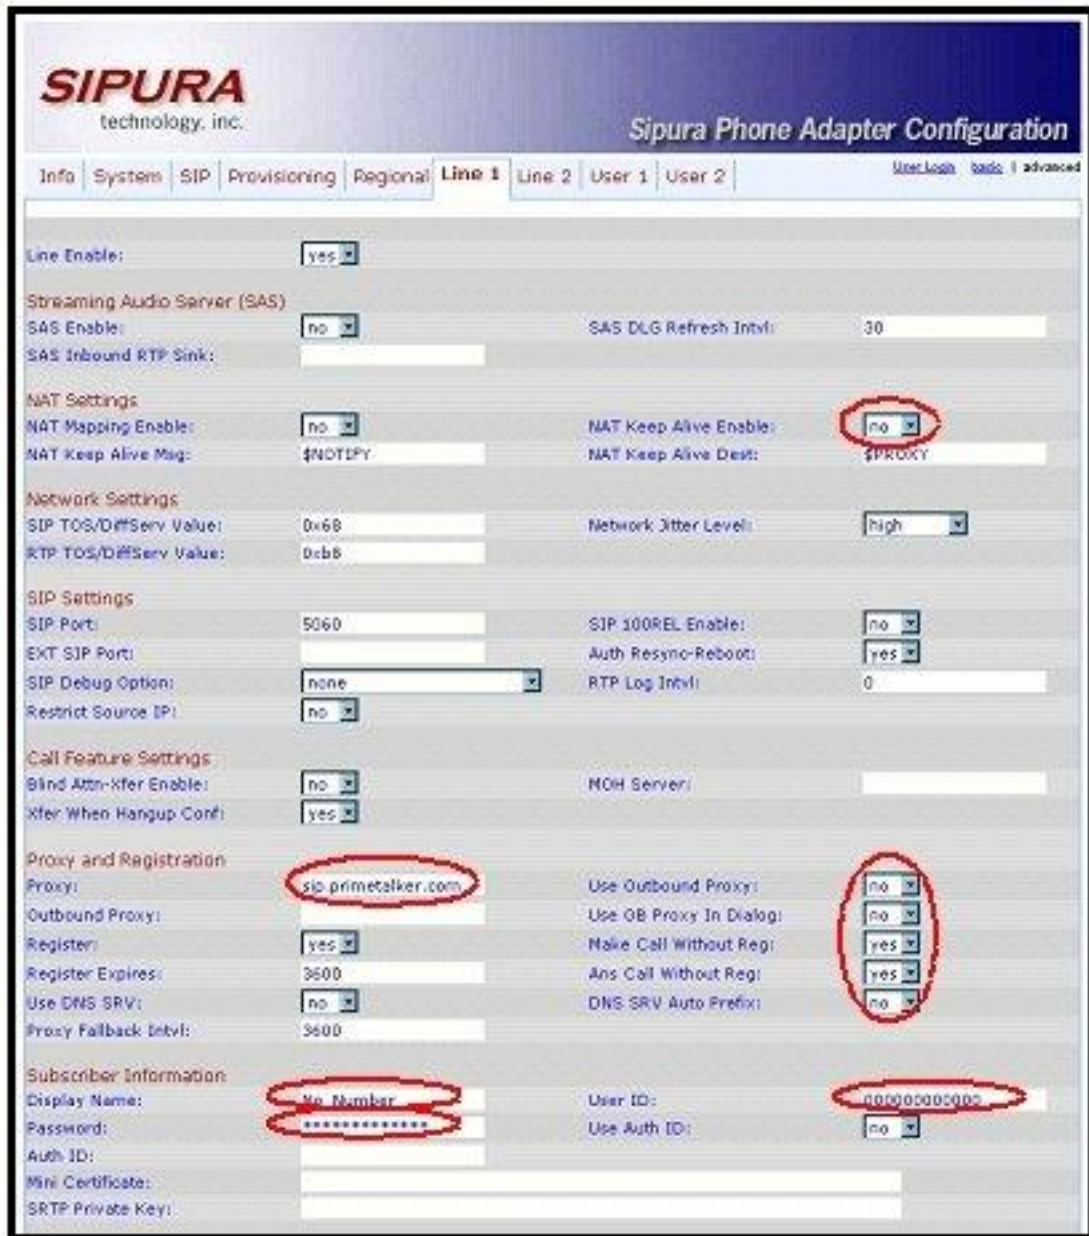 SIPURA
technology, inc.
Sipura Phone Adapter Configuration
Info System SIP Provisioning Regional Line 1 Line 2 User 1 User 2 User Login basic | advanced
Line Enable: yes
Streaming Audio Server (SAS)
SAS Enable: no SAS DLG Refresh Intvl: 30
SAS Inbound RTP Sink:
NAT Settings
NAT Mapping Enable: no NAT Keep Alive Enable: no
NAT Keep Alive Msg: $NOTIFY NAT Keep Alive Dest: $PROXY
Network Settings
SIP TOS/DiffServ Value: 0x68 Network Jitter Level: high
RTP TOS/DiffServ Value: 0xb8
SIP Settings
SIP Port: 5060 SIP 100REL Enable: no
EXT SIP Port: Auth Resync-Reboot: yes
SIP Debug Option: none RTP Log Intvl: 0
Restrict Source IP: no
Call Feature Settings
Blind Attn-Xfer Enable: no MOH Server:
Xfer When Hangup Conf: yes
Proxy and Registration
Proxy: sip.primetalker.com Use Outbound Proxy: no
Outbound Proxy: Use OB Proxy In Dialog: no
Register: yes Make Call Without Reg: yes
Register Expires: 3600 Ans Call Without Reg: yes
Use DNS SRV: no DNS SRV Auto Prefix: no
Proxy Fallback Intvl: 3600
Subscriber Information
Display Name: No Number User ID: 000000000000
Password: ************* Use Auth ID: no
Auth ID:
Mini Certificate:
SRTP Private Key: